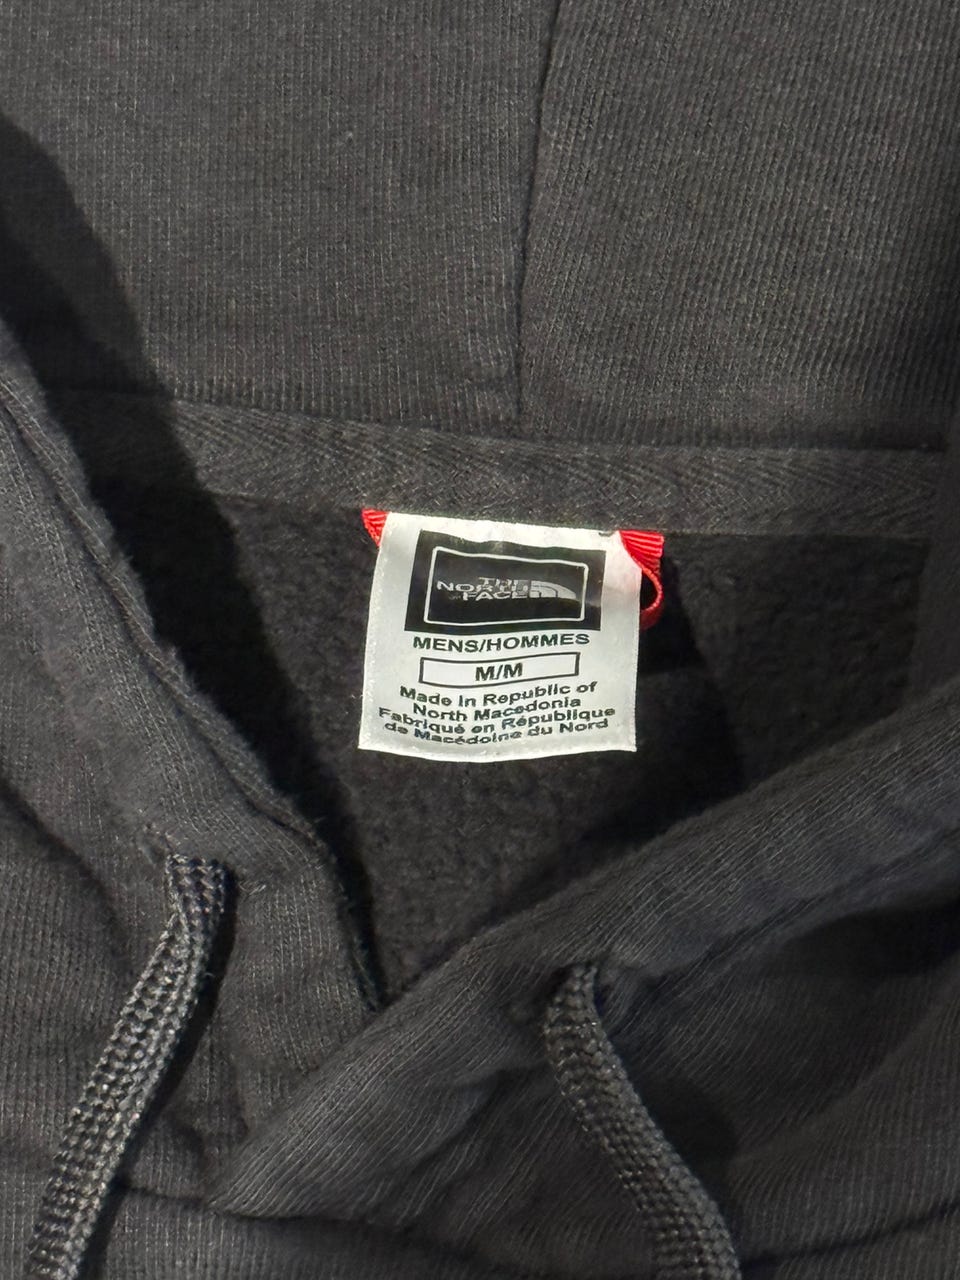 THE
NORTH
FACE
MENS/HOMMES
M/M
Made in Republic of
North Macedonia
Fabriqué en République
de Macédoine du Nord